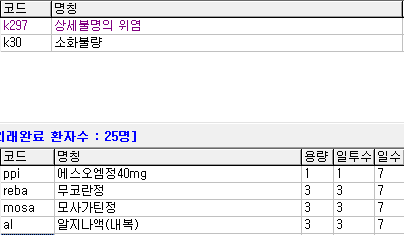 코드 명칭
k297 상세불명의 위염
k30 소화불량
외래완료 환자수 : 25명]
코드 명칭 용량 일투수 일수
ppi 에스오엠정40mg 1 1 7
reba 무코란정 3 3 7
mosa 모사가틴정 3 3 7
al 알지나액(내복) 3 3 7